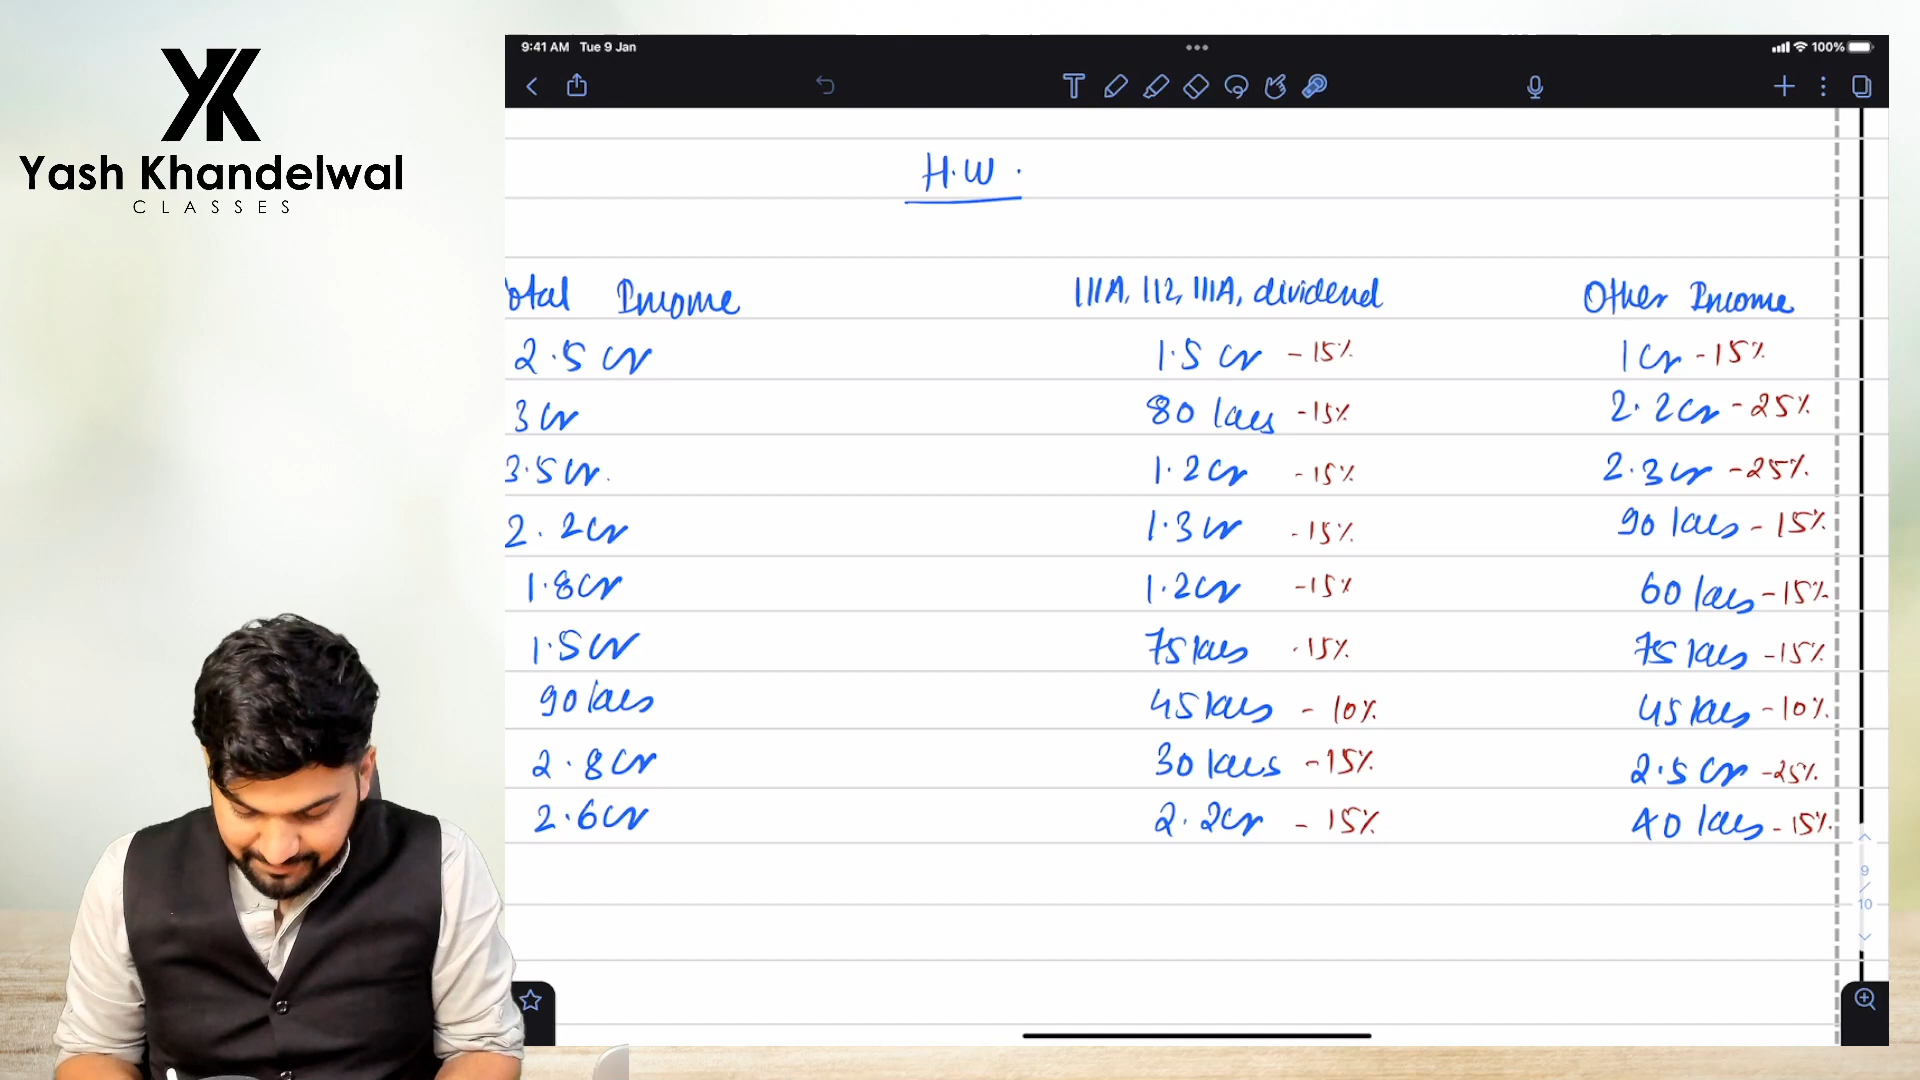 Yash Khandelwal
CLASSES
9:41 AM Tue 9 Jan
100%
H.W.
otal Income 111A, 112, 111A, dividend Other Income
2.5 cr 1.5 cr - 15% 1 cr - 15%
3 cr 80 lacs - 15% 2.2 cr - 25%
3.5 cr. 1.2 cr - 15% 2.3 cr - 25%
2.2 cr 1.3 cr - 15% 90 lacs - 15%
1.8 cr 1.2 cr - 15% 60 lacs - 15%
1.5 cr 75 lacs - 15% 75 lacs - 15%
90 lacs 45 lacs - 10% 45 lacs - 10%
2.8 cr 30 lacs - 15% 2.5 cr - 25%
2.6 cr 2.2 cr - 15% 40 lacs - 15%
9
/
10